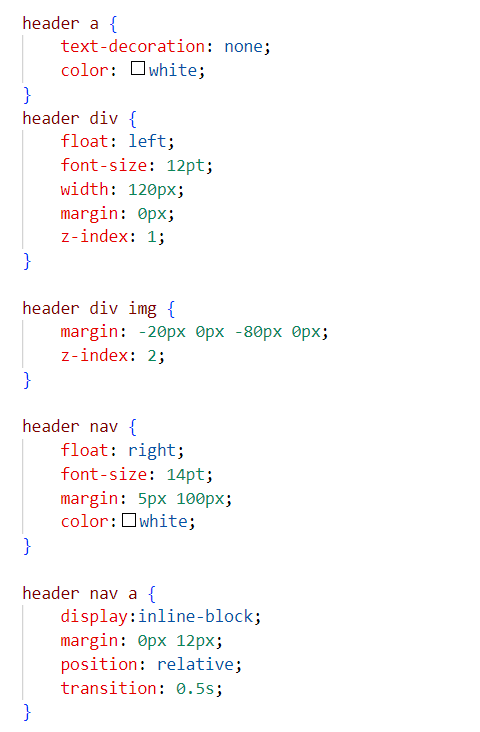 header a {
    text-decoration: none;
    color: white;
}
header div {
    float: left;
    font-size: 12pt;
    width: 120px;
    margin: 0px;
    z-index: 1;
}
header div img {
    margin: -20px 0px -80px 0px;
    z-index: 2;
}
header nav {
    float: right;
    font-size: 14pt;
    margin: 5px 100px;
    color:white;
}
header nav a {
    display:inline-block;
    margin: 0px 12px;
    position: relative;
    transition: 0.5s;
}